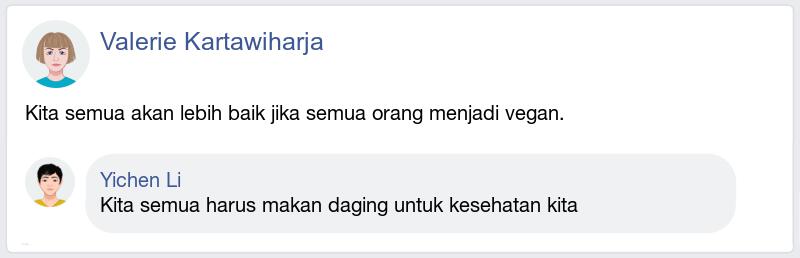 Valerie Kartawiharja
Kita semua akan lebih baik jika semua orang menjadi vegan.
Yichen Li
Kita semua harus makan daging untuk kesehatan kita